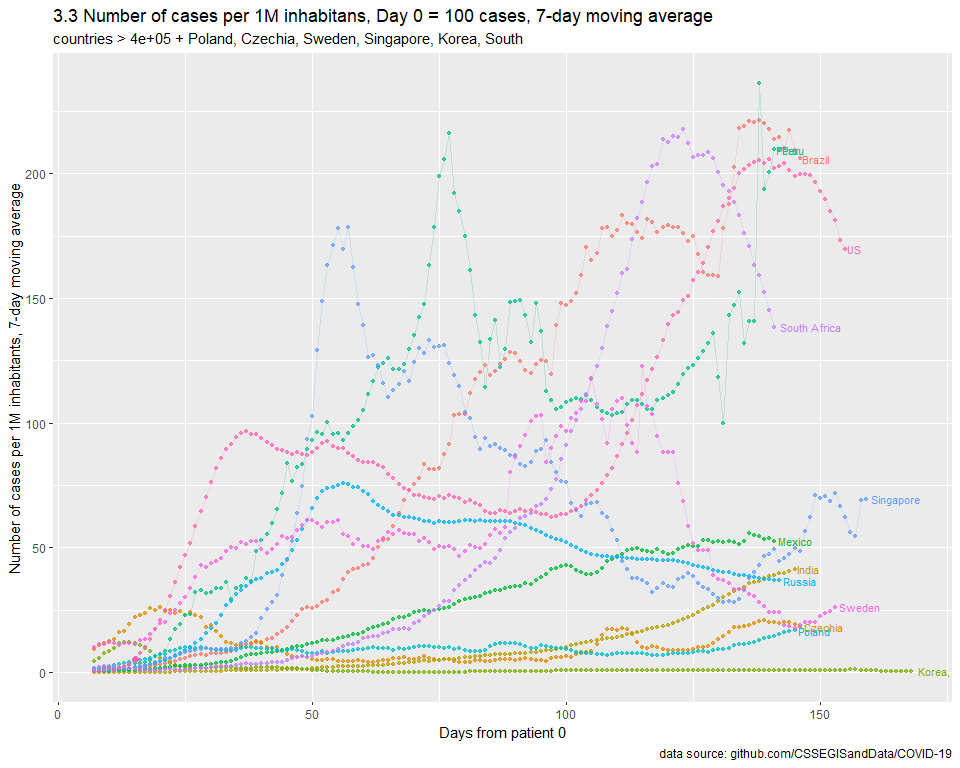 3.3 Number of cases per 1M inhabitans, Day 0 = 100 cases, 7-day moving average
countries > 4e+05 + Poland, Czechia, Sweden, Singapore, Korea, South
Number of cases per 1M inhabitants, 7-day moving average
200
150
100
50
0
Peru
Brazil
US
South Africa
Singapore
Mexico
India
Russia
Sweden
Czechia
Poland
Korea,
0 50 100 150
Days from patient 0
data source: github.com/CSSEGISandData/COVID-19